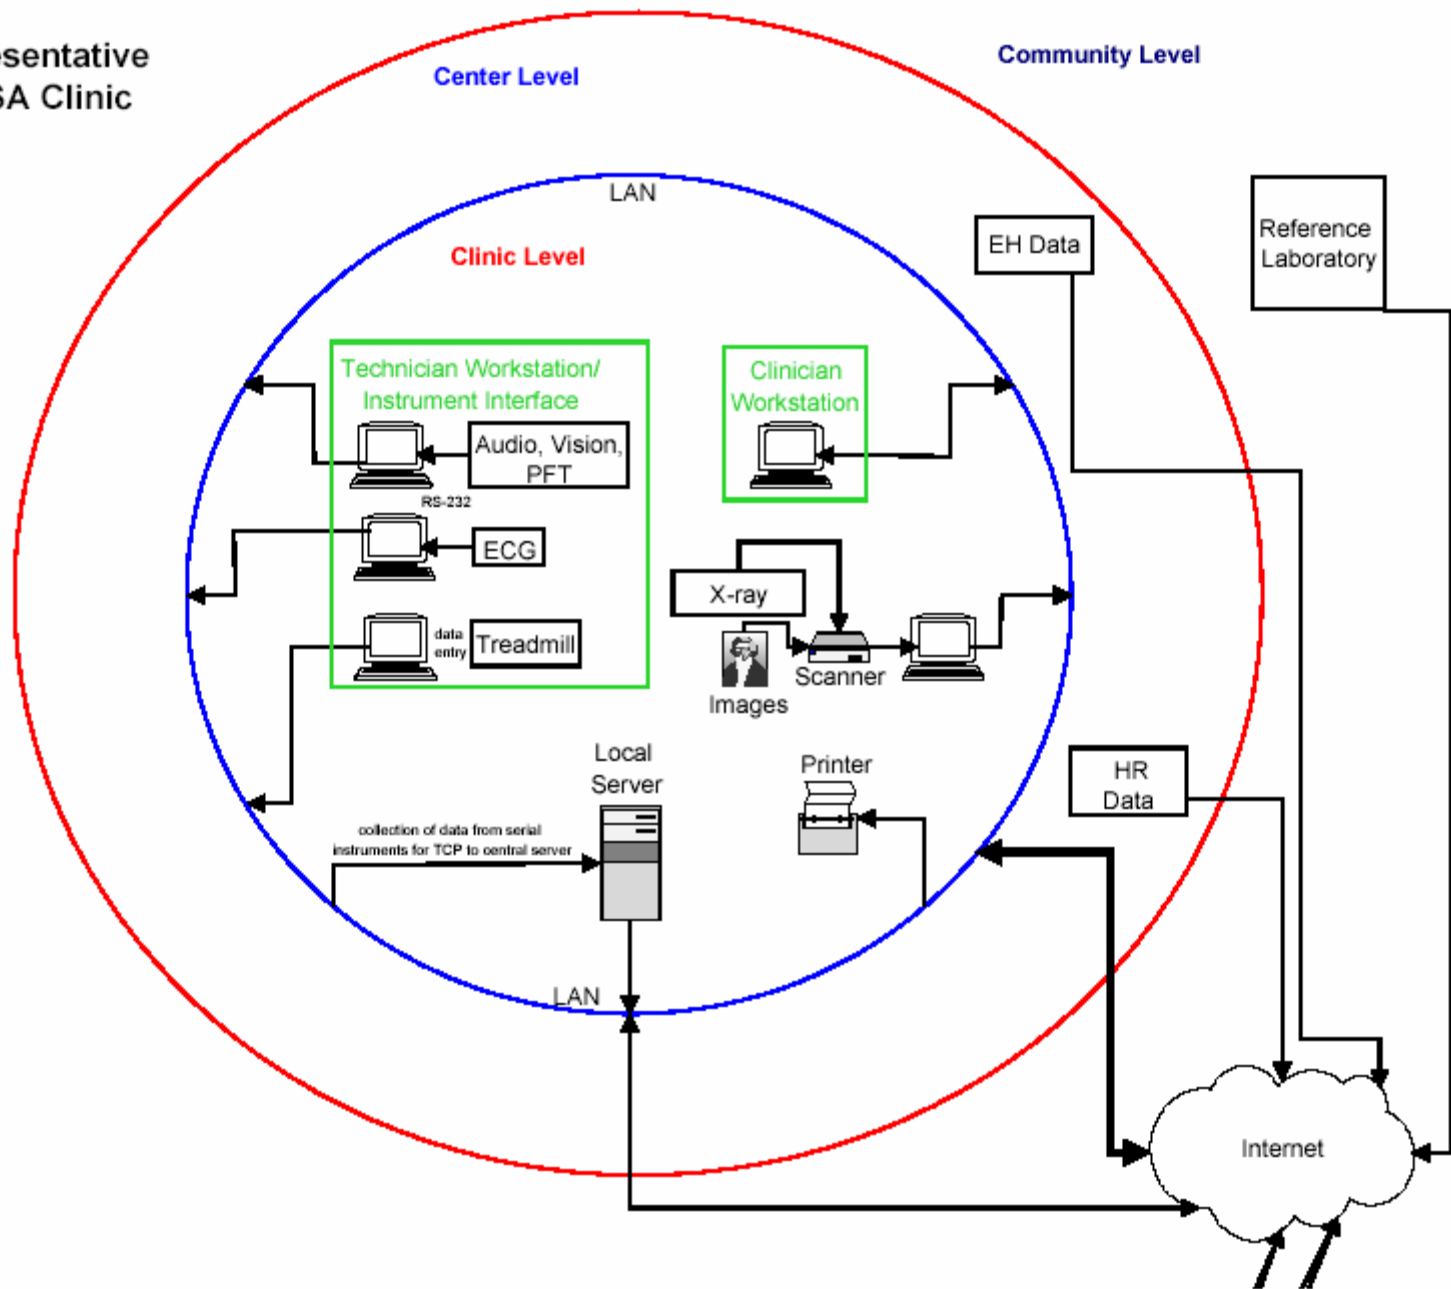 esentative
SA Clinic
Center Level
Community Level
LAN
Clinic Level
EH Data
Reference
Laboratory
Technician Workstation/
Instrument Interface
Audio, Vision,
PFT
RS-232
ECG
data
entry
Treadmill
Clinician
Workstation
X-ray
Images
Scanner
Local
Server
Printer
HR
Data
collection of data from serial
instruments for TCP to central server
LAN
Internet